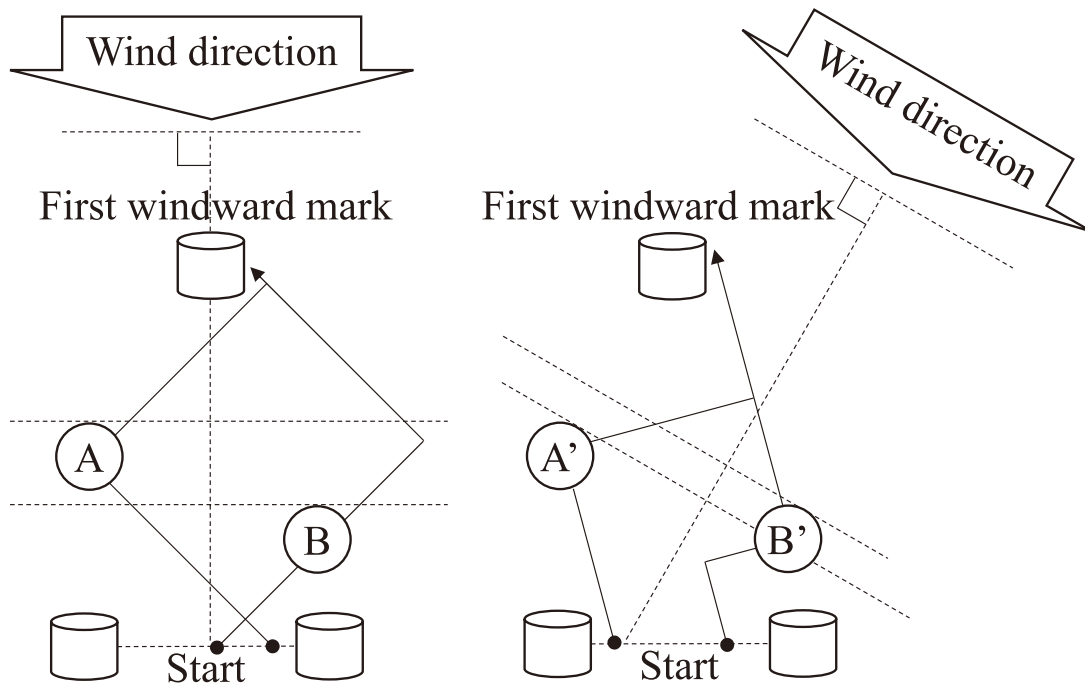 Wind direction
First windward mark
A
B
Start
Wind direction
First windward mark
A’
B’
Start